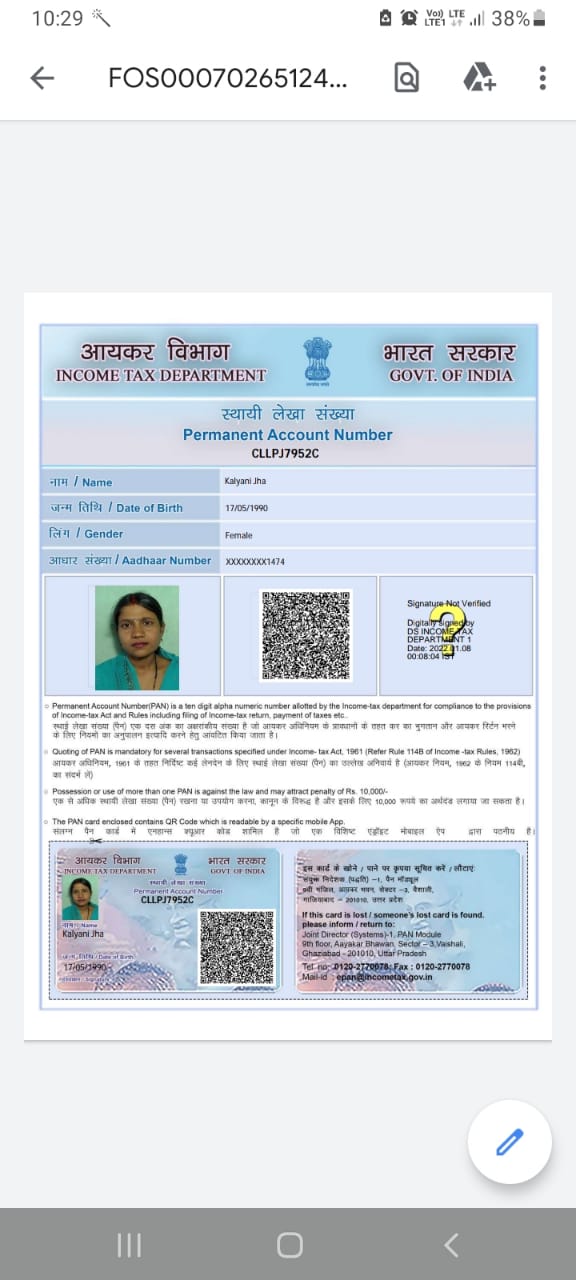 10:29
Vo)) LTE
LTE1
38%
FOS00070265124...
आयकर विभाग
INCOME TAX DEPARTMENT
भारत सरकार
GOVT. OF INDIA
स्थायी लेखा संख्या
Permanent Account Number
CLLPJ7952C
नाम / Name
Kalyani Jha
जन्म तिथि / Date of Birth
17/05/1990
लिंग / Gender
Female
आधार संख्या / Aadhaar Number
XXXXXXXX1474
Signature Not Verified
Digitally signed by
DS INCOME TAX
DEPARTMENT 1
Date: 2022.01.08
00:08:04 IST
Permanent Account Number(PAN) is a ten digit alpha numeric number allotted by the Income-tax department for compliance to the provisions
of Income-tax Act and Rules including filing of Income-tax return, payment of taxes etc..
स्थाई लेखा संख्या (पैन) एक दस अंक का अक्षरांकीय संख्या है जो आयकर अधिनियम के प्रावधानों के तहत कर का भुगतान और आयकर रिटर्न भरने
के लिए नियमों का अनुपालन इत्यादि करने हेतु आवंटित किया जाता है।
Quoting of PAN is mandatory for several transactions specified under Income- tax Act, 1961 (Refer Rule 114B of Income -tax Rules, 1962)
आयकर अधिनियम, 1961 के तहत निर्दिष्ट कई लेनदेन के लिए स्थाई लेखा संख्या (पैन) का उल्लेख अनिवार्य है (आयकर नियम, 1962 के नियम 114बी,
का संदर्भ लें)
Possession or use of more than one PAN is against the law and may attract penalty of Rs. 10,000/-
एक से अधिक स्थायी लेखा संख्या (पैन) रखना या उपयोग करना, कानून के विरूद्ध है और इसके लिए 10,000 रूपये का अर्थदंड लगाया जा सकता है।
The PAN card enclosed contains QR Code which is readable by a specific mobile App.
संलग्न पैन कार्ड में एनहान्स क्यूआर कोड शामिल है जो एक विशिष्ट एंड्रॉइट मोबाइल ऐप द्वारा पठनीय है।
आयकर विभाग
INCOME TAX DEPARTMENT
भारत सरकार
GOVT OF INDIA
स्थायी लेखा संख्या
Permanent Account Number
CLLPJ7952C
नाम / Name
Kalyani Jha
जन्म तिथि / Date of Birth
17/05/1990
इस कार्ड के खोने / पाने पर कृपया सूचित करें / लौटाएं:
संयुक्त निदेशक (पद्धति) -1, पैन मॉड्यूल
9वीं मंजिल, आयकर भवन, सेक्टर -3, वैशाली,
गाजियाबाद – 201010, उत्तर प्रदेश
If this card is lost / someone's lost card is found.
please inform / return to:
Joint Director (Systems)-1, PAN Module
9th floor, Aayakar Bhawan, Sector – 3,Vaishali,
Ghaziabad - 201010, Uttar Pradesh
Tel no: 0120-2770078; Fax : 0120-2770078
Mail-id : epan@incometax.gov.in